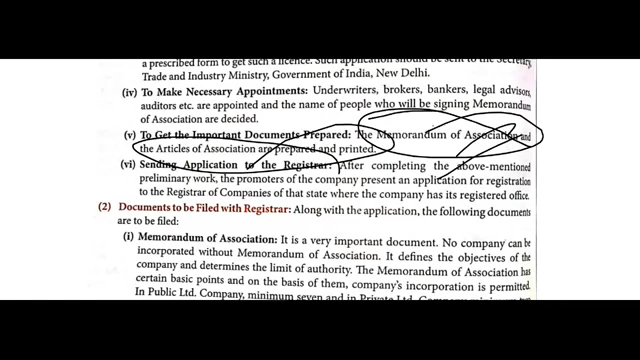 a prescribed form to get such a licence. Such application should be sent to the Secretary,
Trade and Industry Ministry, Government of India, New Delhi.
(iv) To Make Necessary Appointments: Underwriters, brokers, bankers, legal advisors,
auditors etc. are appointed and the name of people who will be signing Memorandum
of Association are decided.
(v) To Get the Important Documents Prepared: The Memorandum of Association and
the Articles of Association are prepared and printed.
(vi) Sending Application to the Registrar: After completing the above-mentioned
preliminary work, the promoters of the company present an application for registration
to the Registrar of Companies of that state where the company has its registered office.
(2) Documents to be Filed with Registrar: Along with the application, the following documents
are to be filed:
(i) Memorandum of Association: It is a very important document. No company can be
incorporated without Memorandum of Association. It defines the objectives of the
company and determines the limit of authority. The Memorandum of Association has
certain basic points and on the basis of them, company's incorporation is permitted.
In Public Ltd. Company, minimum seven and in Private Ltd. Company minimum two